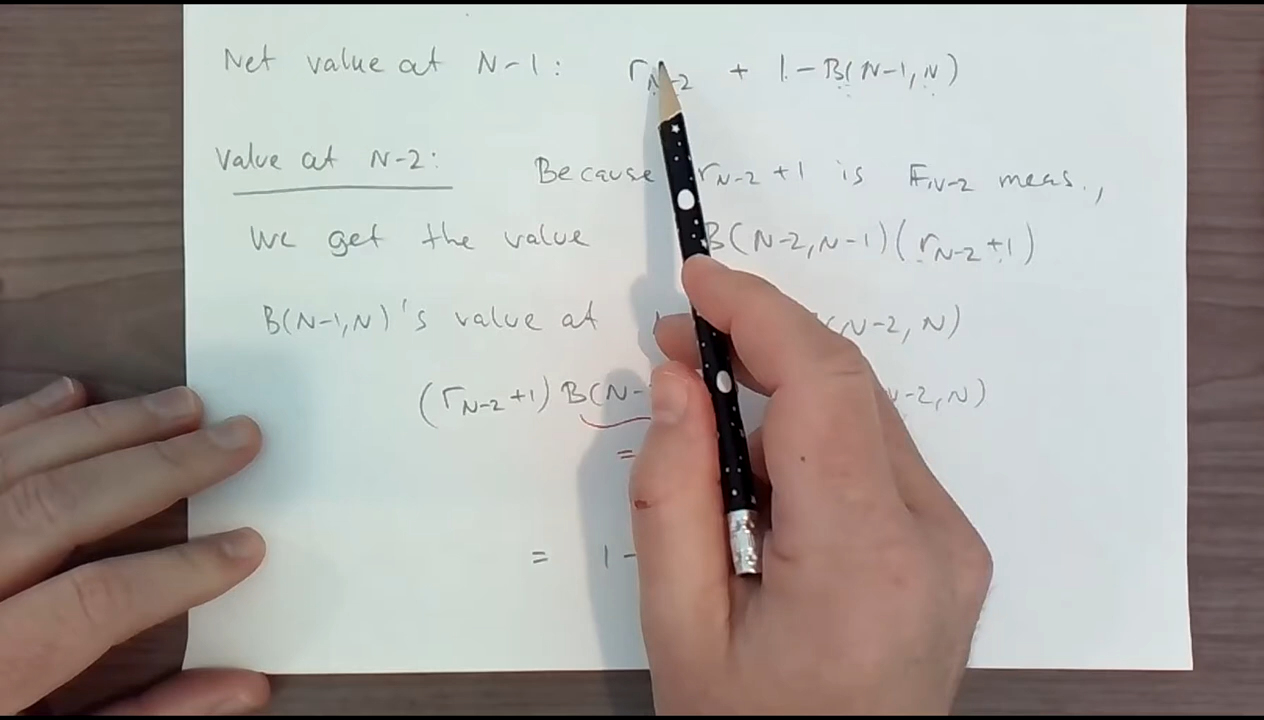 Net value at N-1: r_{N-2} + 1 - B(N-1, N)
Value at N-2: Because r_{N-2} + 1 is F_{N-2} meas.,
We get the value B(N-2, N-1)(r_{N-2} + 1)
B(N-1, N)'s value at N-2, N)
(r_{N-2} + 1) B(N- -2, N)
=
= 1 -